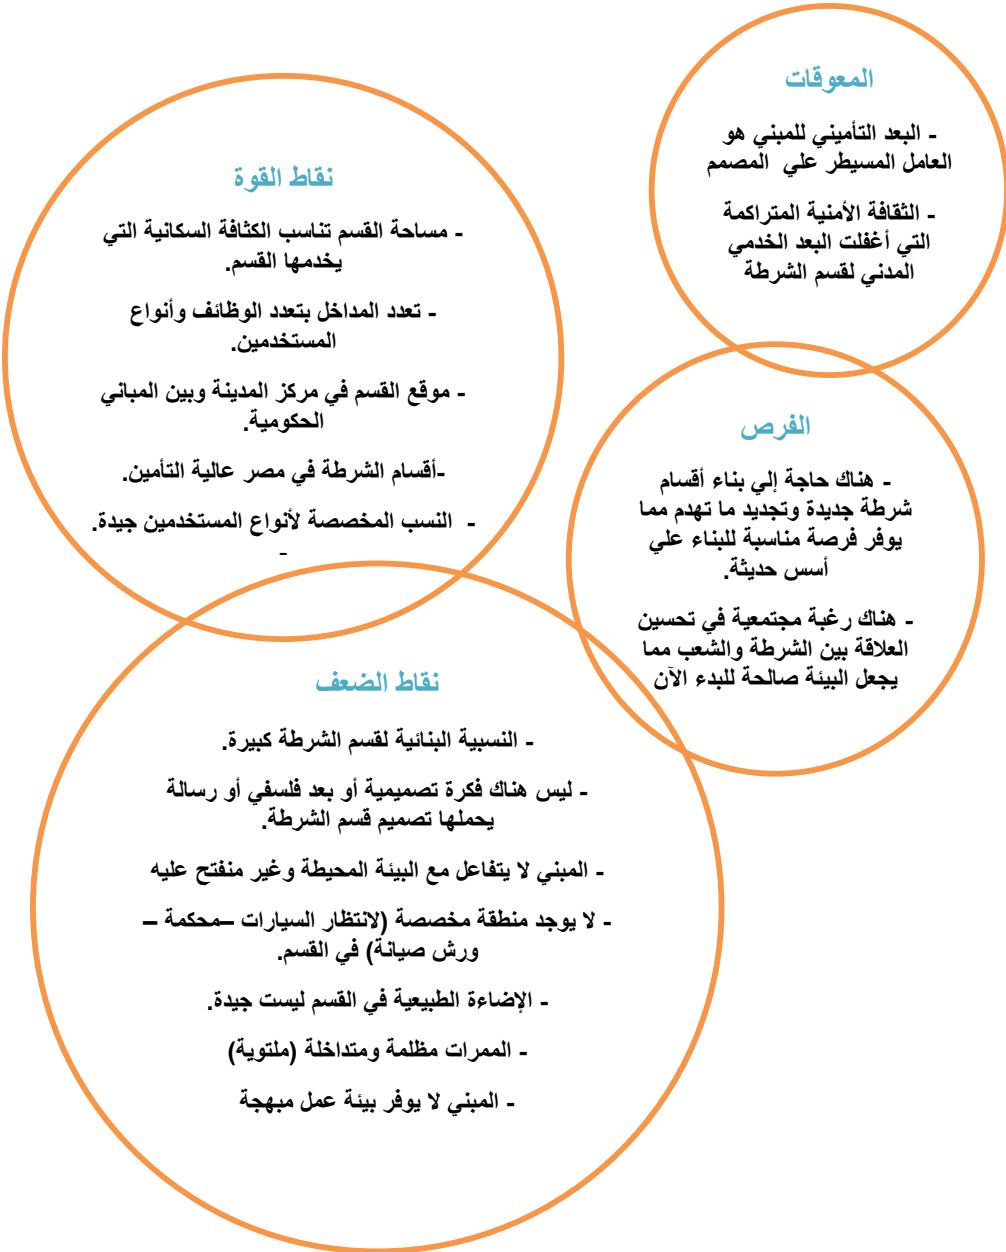 المعوقات
- البعد التأميني للمبني هو
العامل المسيطر علي المصمم
- الثقافة الأمنية المتراكمة
التي أغفلت البعد الخدمي
المدني لقسم الشرطة
نقاط القوة
- مساحة القسم تناسب الكثافة السكانية التي
يخدمها القسم.
- تعدد المداخل بتعدد الوظائف وأنواع
المستخدمين.
- موقع القسم في مركز المدينة وبين المباني
الحكومية.
-أقسام الشرطة في مصر عالية التأمين.
- النسب المخصصة لأنواع المستخدمين جيدة.
-
الفرص
- هناك حاجة إلي بناء أقسام
شرطة جديدة وتجديد ما تهدم مما
يوفر فرصة مناسبة للبناء علي
أسس حديثة.
- هناك رغبة مجتمعية في تحسين
العلاقة بين الشرطة والشعب مما
يجعل البيئة صالحة للبدء الآن
نقاط الضعف
- النسبية البنائية لقسم الشرطة كبيرة.
- ليس هناك فكرة تصميمية أو بعد فلسفي أو رسالة
يحملها تصميم قسم الشرطة.
- المبني لا يتفاعل مع البيئة المحيطة وغير منفتح عليه
- لا يوجد منطقة مخصصة (لانتظار السيارات –محكمة –
ورش صيانة) في القسم.
- الإضاءة الطبيعية في القسم ليست جيدة.
- الممرات مظلمة ومتداخلة (ملتوية)
- المبني لا يوفر بيئة عمل مبهجة